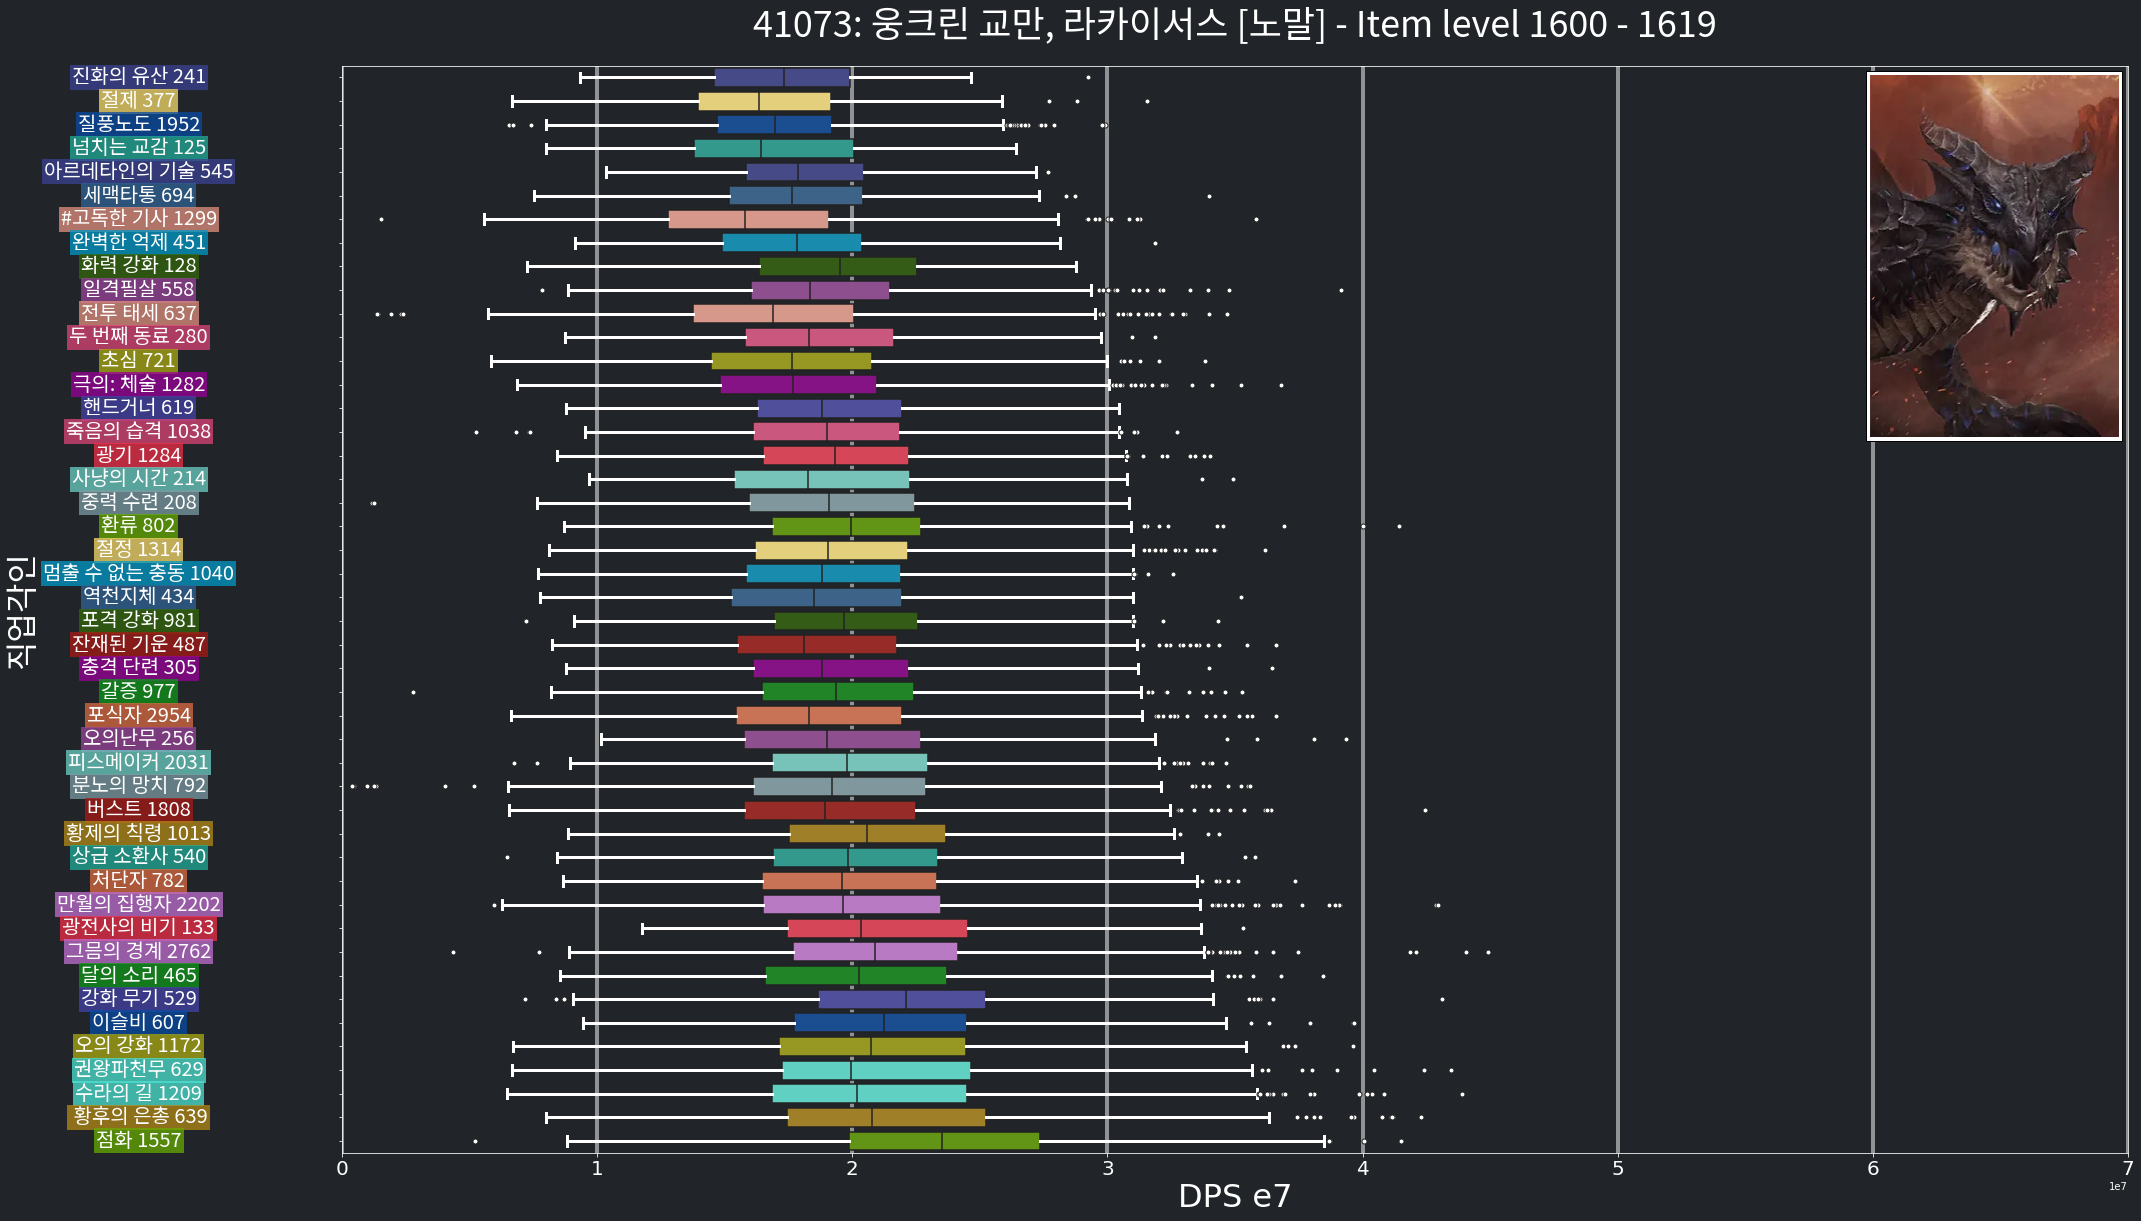 41073: 웅크린 교만, 라카이서스 [노말] - Item level 1600 - 1619
진화의 유산 241
절제 377
질풍노도 1952
넘치는 교감 125
아르데타인의 기술 545
세맥타통 694
#고독한 기사 1299
완벽한 억제 451
화력 강화 128
일격필살 558
전투 태세 637
두 번째 동료 280
초심 721
극의: 체술 1282
핸드거너 619
죽음의 습격 1038
광기 1284
사냥의 시간 214
중력 수련 208
환류 802
절정 1314
멈출 수 없는 충동 1040
역천지체 434
포격 강화 981
잔재된 기운 487
충격 단련 305
갈증 977
포식자 2954
오의난무 256
피스메이커 2031
분노의 망치 792
버스트 1808
황제의 칙령 1013
상급 소환사 540
처단자 782
만월의 집행자 2202
광전사의 비기 133
그믐의 경계 2762
달의 소리 465
강화 무기 529
이슬비 607
오의 강화 1172
권왕파천무 629
수라의 길 1209
황후의 은총 639
점화 1557
직업각인
0 1 2 3 4 5 6 7
1e7
DPS e7